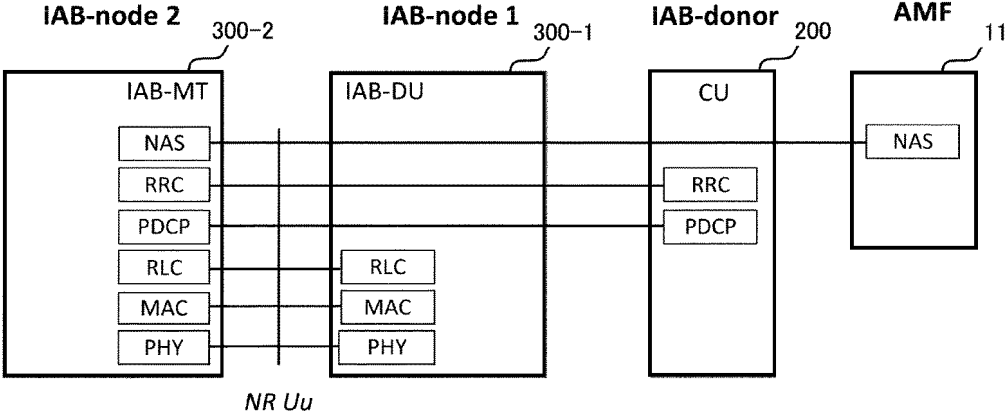 IAB-node 2 IAB-node 1 IAB-donor AMF
300-2 300-1 200 11
IAB-MT IAB-DU CU
NAS NAS
RRC RRC
PDCP PDCP
RLC RLC
MAC MAC
PHY PHY
NR Uu